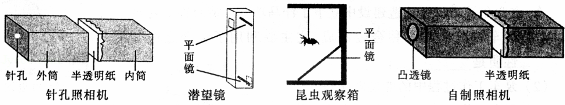 针孔 外筒 半透明纸 内筒
针孔照相机
平面镜
潜望镜
平面镜
昆虫观察箱
凸透镜 半透明纸
自制照相机